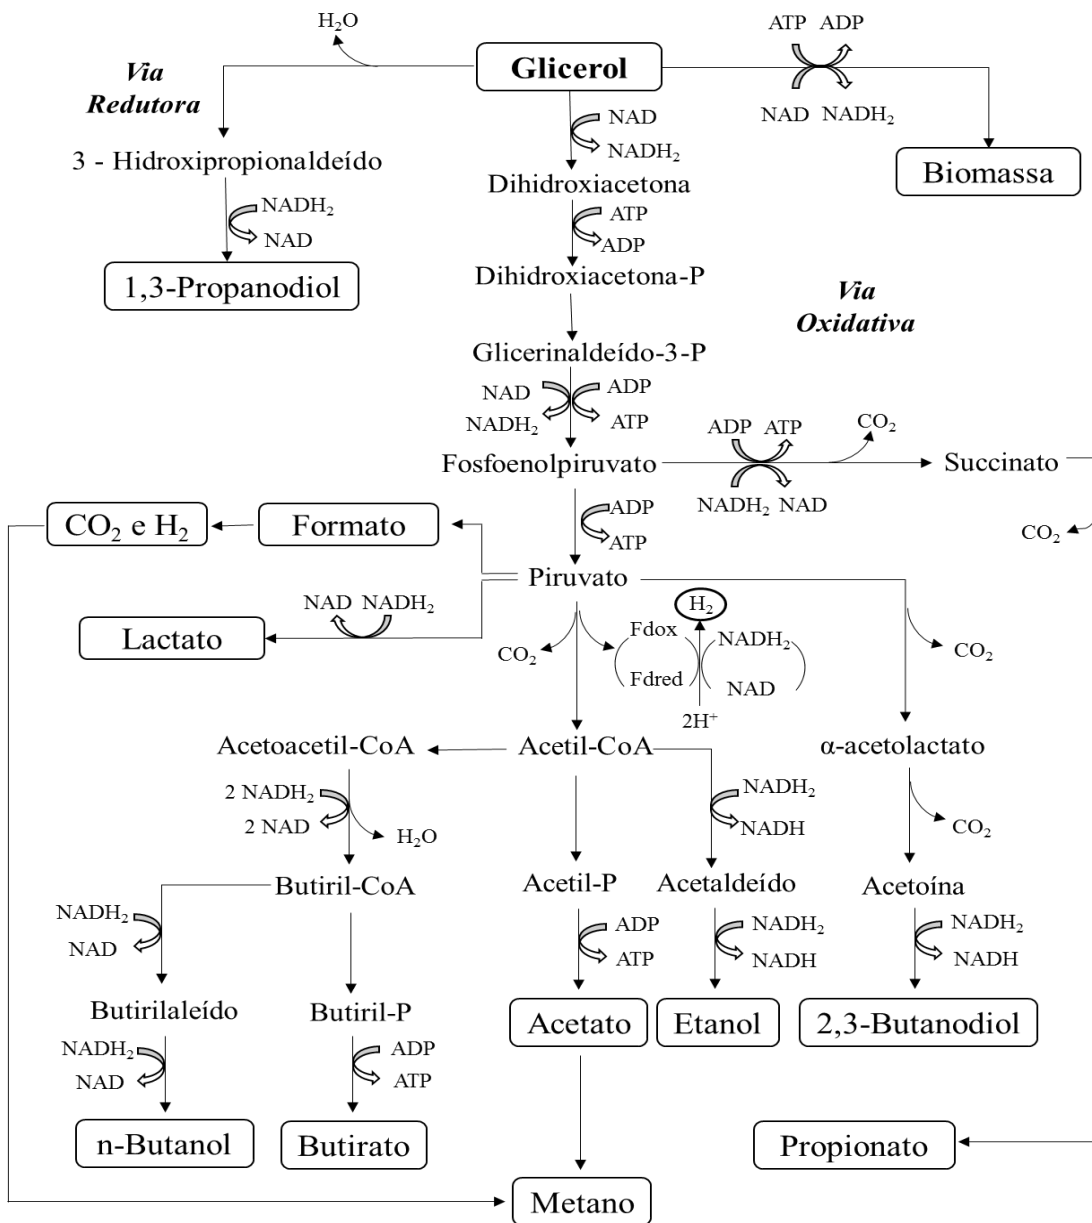 H₂O
ATP ADP
Glicerol
Via
Redutora
NAD
NADH₂
NAD NADH₂
3 - Hidroxipropionaldeído
Dihidroxiacetona
Biomassa
NADH₂
NAD
ATP
ADP
1,3-Propanodiol
Dihidroxiacetona-P
Via
Oxidativa
Glicerinaldeído-3-P
NAD
NADH₂
ADP
ATP
ADP ATP
CO₂
Fosfoenolpiruvato
Succinato
NADH₂ NAD
CO₂ e H₂
Formato
ADP
ATP
CO₂
Piruvato
NAD NADH₂
H₂
Lactato
CO₂
Fdox
Fdred
NADH₂
NAD
CO₂
2H⁺
Acetoacetil-CoA
Acetil-CoA
α-acetolactato
2 NADH₂
2 NAD
H₂O
NADH₂
NADH
CO₂
Butiril-CoA
Acetil-P
Acetaldeído
Acetoína
NADH₂
NAD
ADP
ATP
NADH₂
NADH
NADH₂
NADH
Butirilaleído
Butiril-P
Acetato
Etanol
2,3-Butanodiol
NADH₂
NAD
ADP
ATP
n-Butanol
Butirato
Propionato
Metano